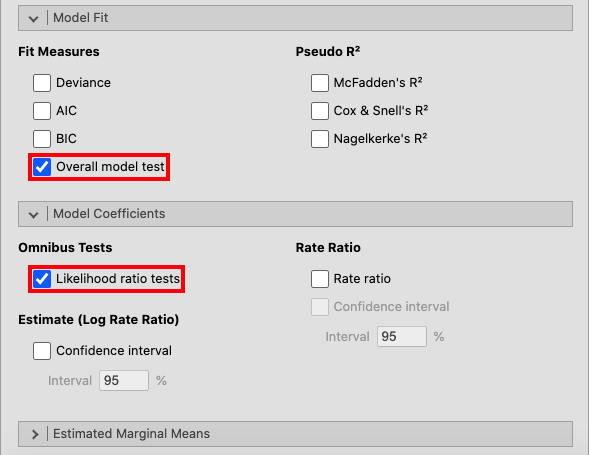 Model Fit
Fit Measures
Pseudo R²
Deviance
McFadden's R²
AIC
Cox & Snell's R²
BIC
Nagelkerke's R²
Overall model test
Model Coefficients
Omnibus Tests
Rate Ratio
Likelihood ratio tests
Rate ratio
Confidence interval
Estimate (Log Rate Ratio)
Interval 95 %
Confidence interval
Interval 95 %
Estimated Marginal Means